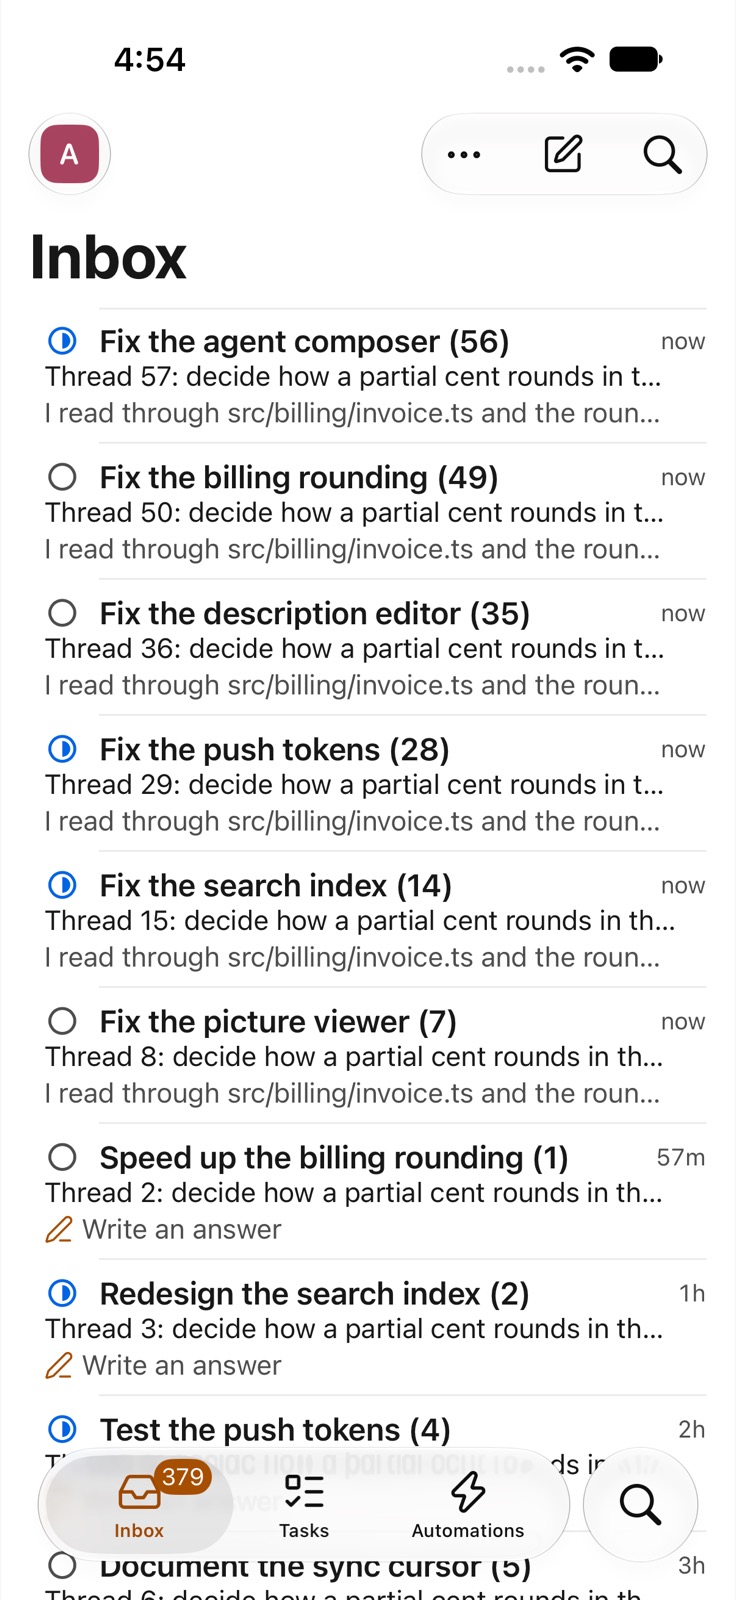 4:54
A
Inbox
Fix the agent composer (56)
now
Thread 57: decide how a partial cent rounds in t...
I read through src/billing/invoice.ts and the roun...
Fix the billing rounding (49)
now
Thread 50: decide how a partial cent rounds in t...
I read through src/billing/invoice.ts and the roun...
Fix the description editor (35)
now
Thread 36: decide how a partial cent rounds in t...
I read through src/billing/invoice.ts and the roun...
Fix the push tokens (28)
now
Thread 29: decide how a partial cent rounds in t...
I read through src/billing/invoice.ts and the roun...
Fix the search index (14)
now
Thread 15: decide how a partial cent rounds in th...
I read through src/billing/invoice.ts and the roun...
Fix the picture viewer (7)
now
Thread 8: decide how a partial cent rounds in th...
I read through src/billing/invoice.ts and the roun...
Speed up the billing rounding (1)
57m
Thread 2: decide how a partial cent rounds in th...
Write an answer
Redesign the search index (2)
1h
Thread 3: decide how a partial cent rounds in th...
Write an answer
Test the push tokens (4)
2h
379
Inbox
Tasks
Automations
Document the sync cursor (5)
3h
Thread 6: decide how a partial cent rounds in th